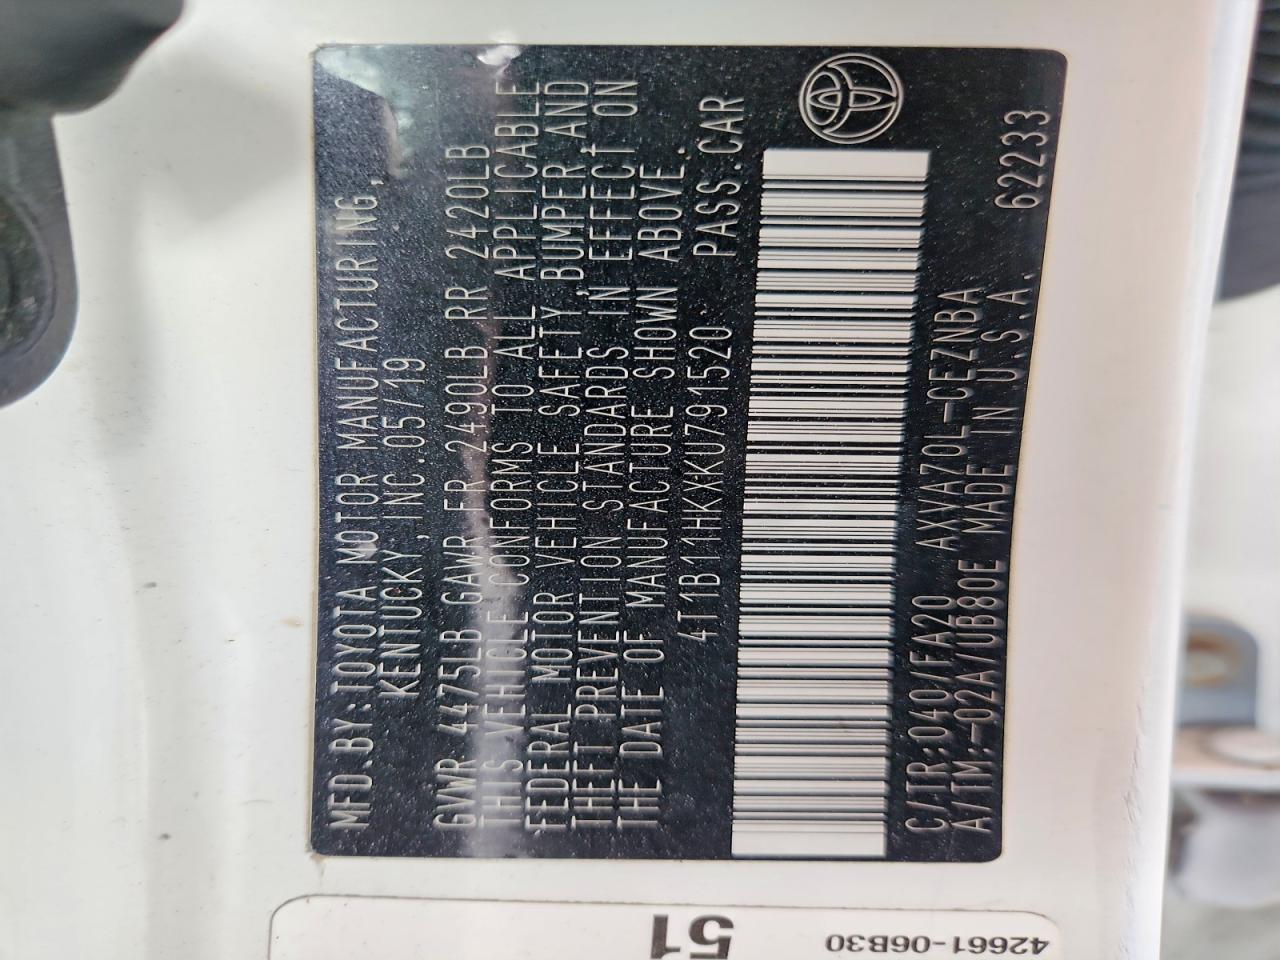 MFD.BY:TOYOTA MOTOR MANUFACTURING,
KENTUCKY,INC.05/19
GVWR 4475LB GAWR FR 2490LB RR 2420LB
THIS VEHICLE CONFORMS TO ALL APPLICABLE
FEDERAL MOTOR VEHICLE SAFETY, BUMPER AND
THEFT PREVENTION STANDARDS IN EFFECT ON
THE DATE OF MANUFACTURE SHOWN ABOVE.
4T1B11HKXKU791520 PASS.CAR
C/TR:040/FA20 AXVA70L-CEZNBA
A/TM:-02A/UB80E MADE IN U.S.A. 62233
51
42661-06B30